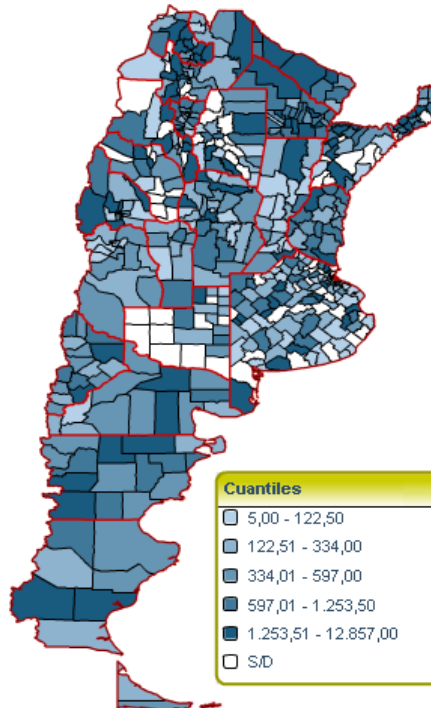 Cuantiles
5,00 - 122,50
122,51 - 334,00
334,01 - 597,00
597,01 - 1.253,50
1.253,51 - 12.857,00
S/D